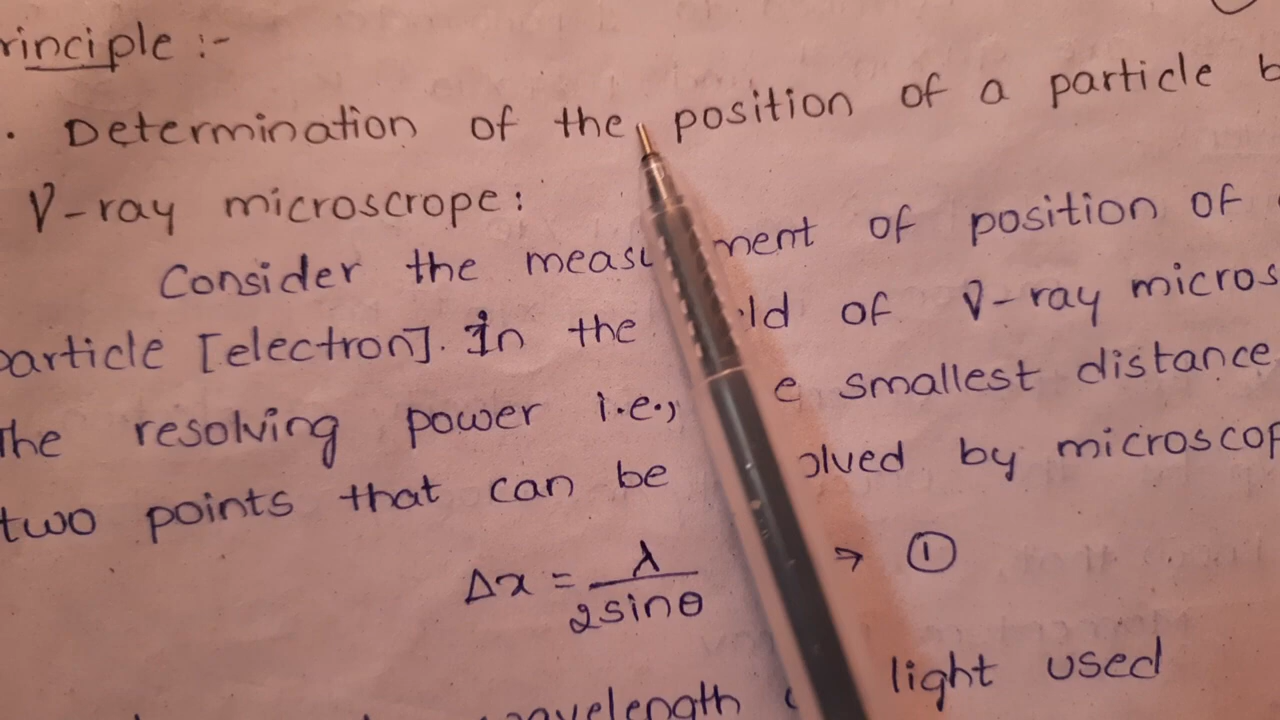 rinciple :-
. Determination of the position of a particle b
γ-ray microscrope:
Consider the measu ment of position of
particle [electron]. In the ld of γ-ray micros
The resolving power i.e., e smallest distance
two points that can be olved by microscop
Δx = λ / 2sinθ → ①
wavelength light used